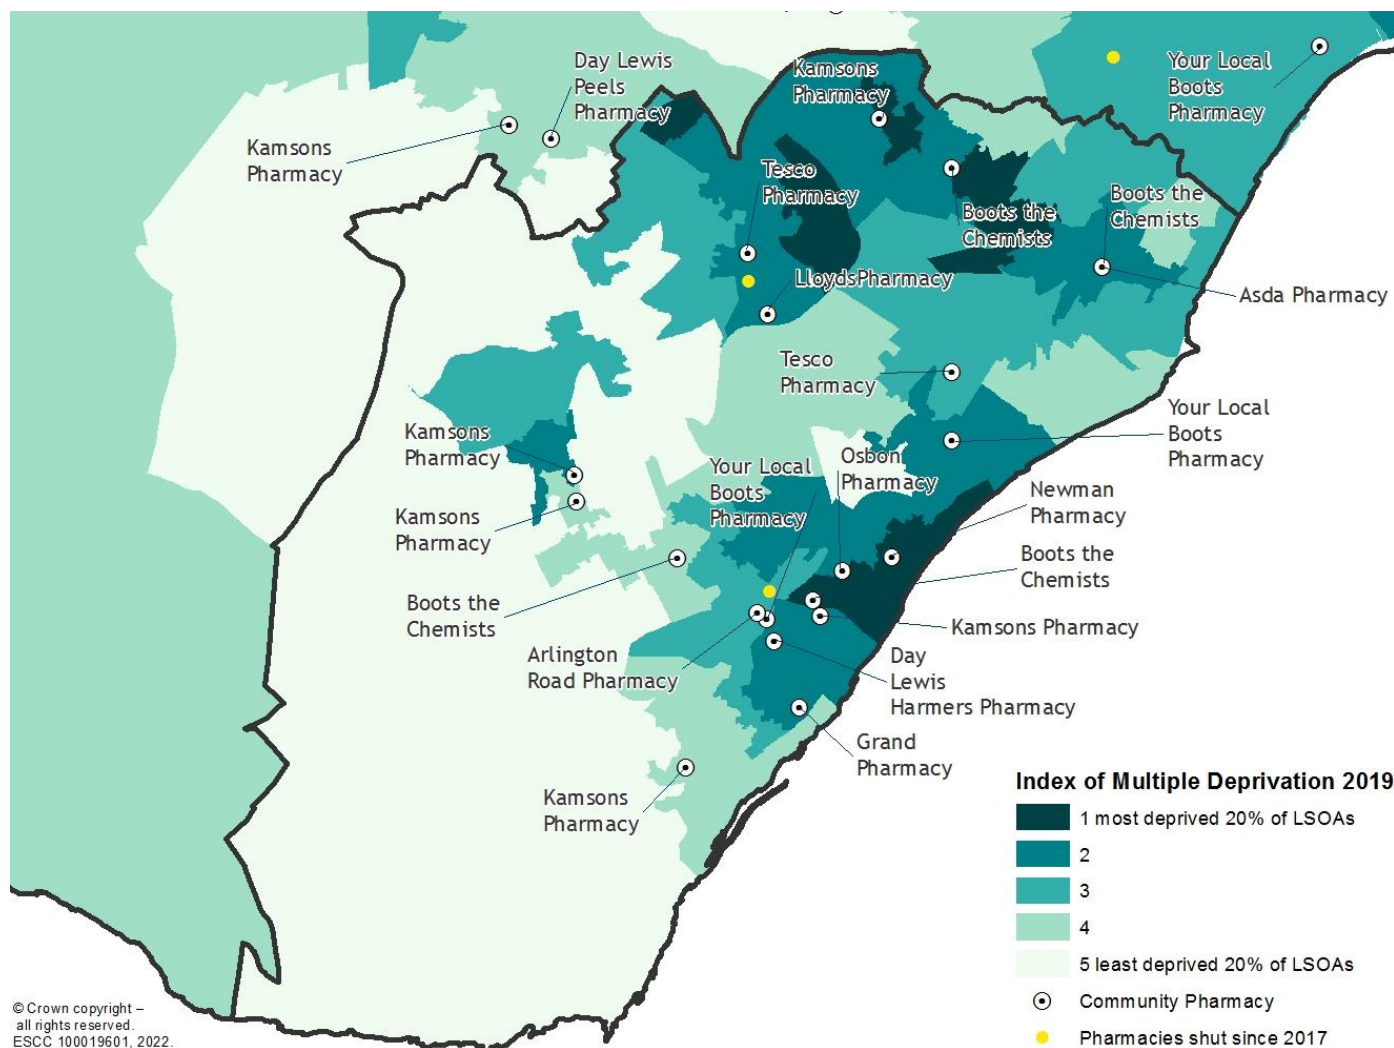 Day Lewis
Peels
Pharmacy
Kamsons
Pharmacy
Kamsons
Pharmacy
Your Local
Boots
Pharmacy
Tesco
Pharmacy
Boots the
Chemists
Boots the
Chemists
LloydsPharmacy
Asda Pharmacy
Tesco
Pharmacy
Kamsons
Pharmacy
Your Local
Boots
Pharmacy
Osbon
Pharmacy
Your Local
Boots
Pharmacy
Newman
Pharmacy
Kamsons
Pharmacy
Boots the
Chemists
Boots the
Chemists
Kamsons Pharmacy
Arlington
Road Pharmacy
Day
Lewis
Harmers Pharmacy
Grand
Pharmacy
Kamsons
Pharmacy
Index of Multiple Deprivation 2019
1 most deprived 20% of LSOAs
2
3
4
5 least deprived 20% of LSOAs
Community Pharmacy
Pharmacies shut since 2017
© Crown copyright –
all rights reserved.
ESCC 100019601, 2022.